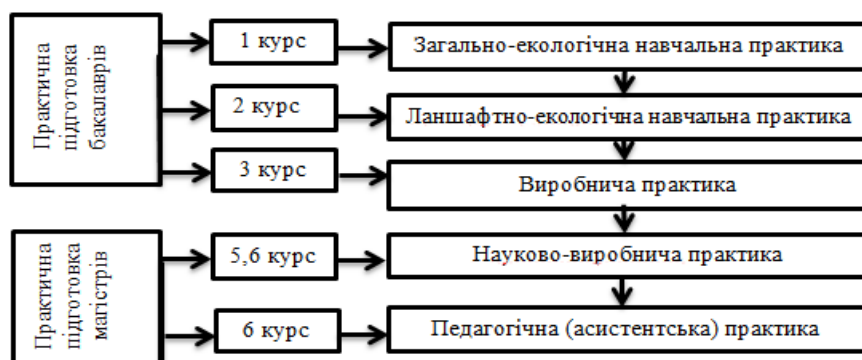 Практична
підготовка
бакалаврів
1 курс
Загально-екологічна навчальна практика
2 курс
Ланшафтно-екологічна навчальна практика
3 курс
Виробнича практика
Практична
підготовка
магістрів
5,6 курс
Науково-виробнича практика
6 курс
Педагогічна (асистентська) практика